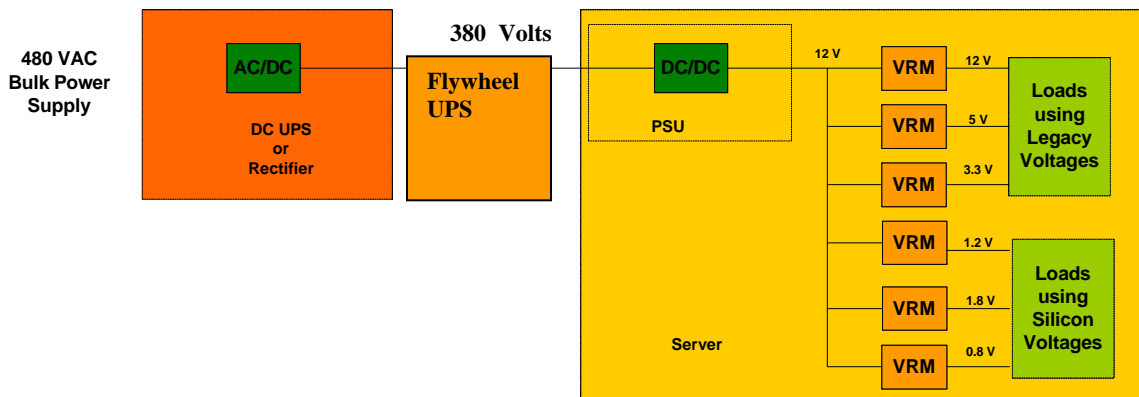 480 VAC
Bulk Power
Supply
AC/DC
DC UPS
or
Rectifier
380 Volts
Flywheel
UPS
DC/DC
PSU
12 V
VRM
12 V
VRM
5 V
VRM
3.3 V
VRM
1.2 V
VRM
1.8 V
VRM
0.8 V
Loads
using
Legacy
Voltages
Loads
using
Silicon
Voltages
Server